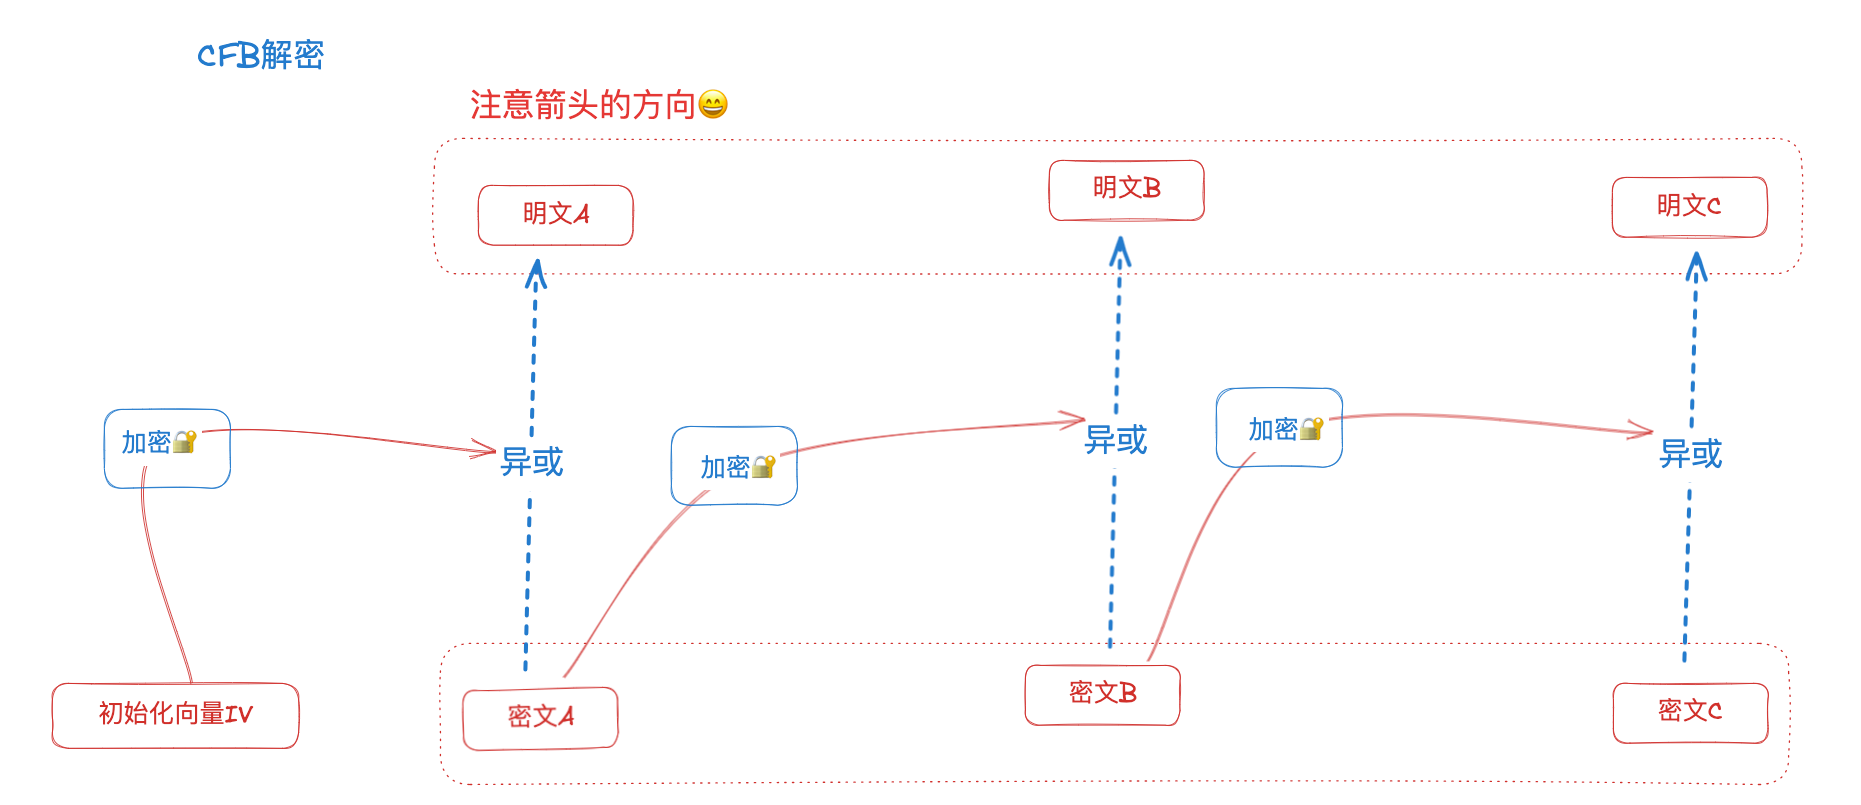 CFB解密
注意箭头的方向😄
明文A
明文B
明文C
加密🔐
异或
加密🔐
异或
加密🔐
异或
初始化向量IV
密文A
密文B
密文C